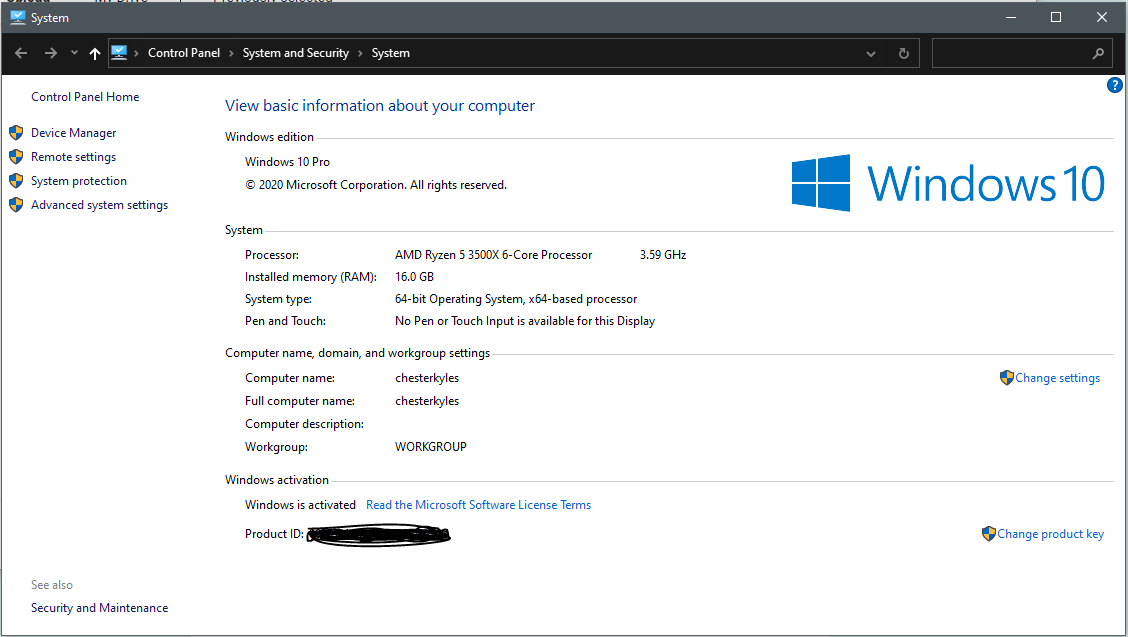 System
Control Panel › System and Security › System
Control Panel Home
Device Manager
Remote settings
System protection
Advanced system settings
?
View basic information about your computer
Windows edition
Windows 10 Pro
© 2020 Microsoft Corporation. All rights reserved.
Windows 10
System
Processor: AMD Ryzen 5 3500X 6-Core Processor 3.59 GHz
Installed memory (RAM): 16.0 GB
System type: 64-bit Operating System, x64-based processor
Pen and Touch: No Pen or Touch Input is available for this Display
Computer name, domain, and workgroup settings
Computer name: chesterkyles
Change settings
Full computer name: chesterkyles
Computer description:
Workgroup: WORKGROUP
Windows activation
Windows is activated Read the Microsoft Software License Terms
Product ID:
Change product key
See also
Security and Maintenance